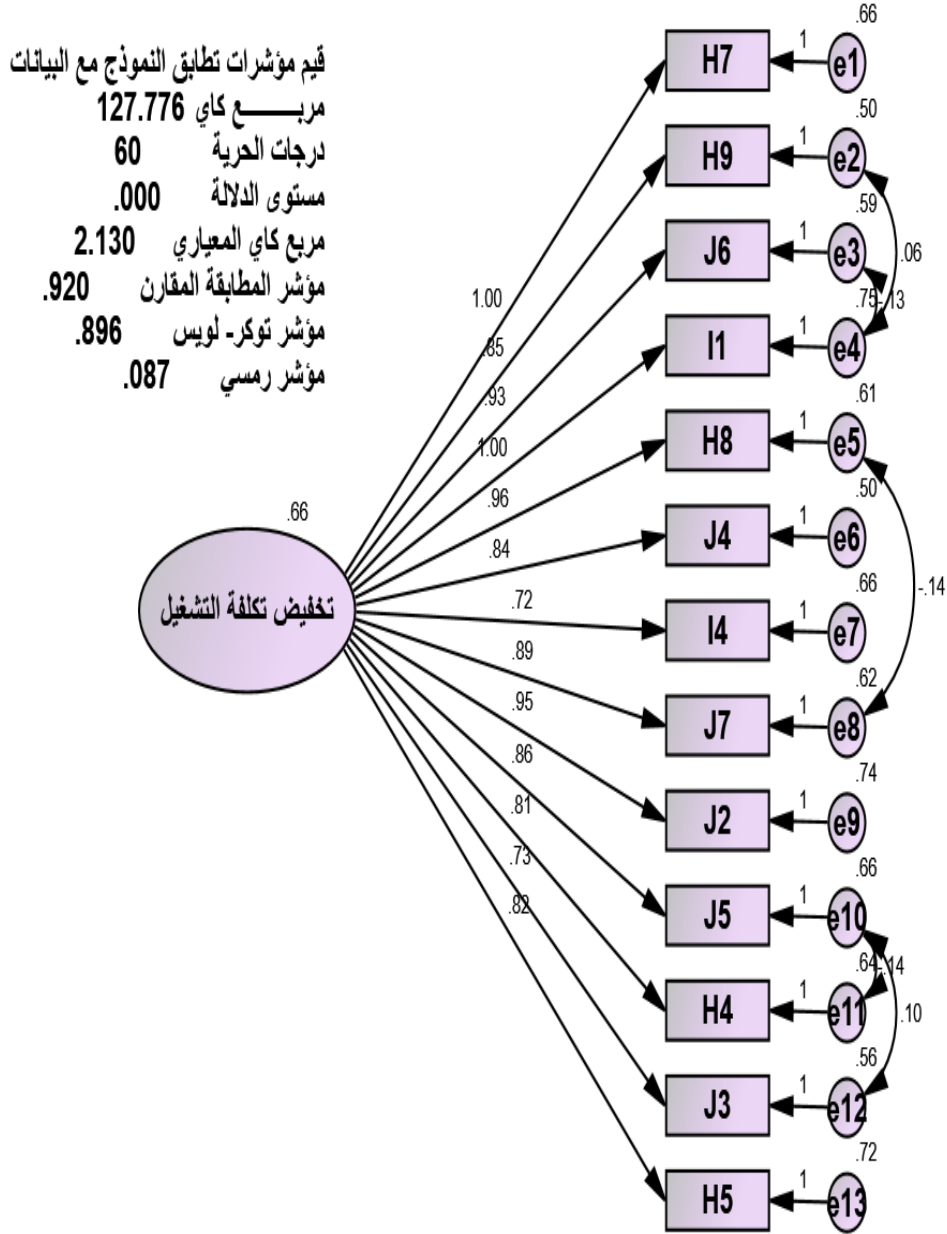 قيم مؤشرات تطابق النموذج مع البيانات
مربـــــــع كاي 127.776
درجات الحرية 60
مستوى الدلالة .000
مربع كاي المعياري 2.130
مؤشر المطابقة المقارن .920
مؤشر توكر- لويس .896
مؤشر رمسي .087
تخفيض تكلفة التشغيل
.66
1.00
.85
.93
1.00
.96
.84
.72
.89
.95
.86
.81
.73
.82
H7 1 e1 .66
H9 1 e2 .50
J6 1 e3 .59
I1 1 e4 .75
H8 1 e5 .61
J4 1 e6 .50
I4 1 e7 .66
J7 1 e8 .62
J2 1 e9 .74
J5 1 e10 .66
H4 1 e11 .64
J3 1 e12 .56
H5 1 e13 .72
.06
-.13
-.14
-.14
.10